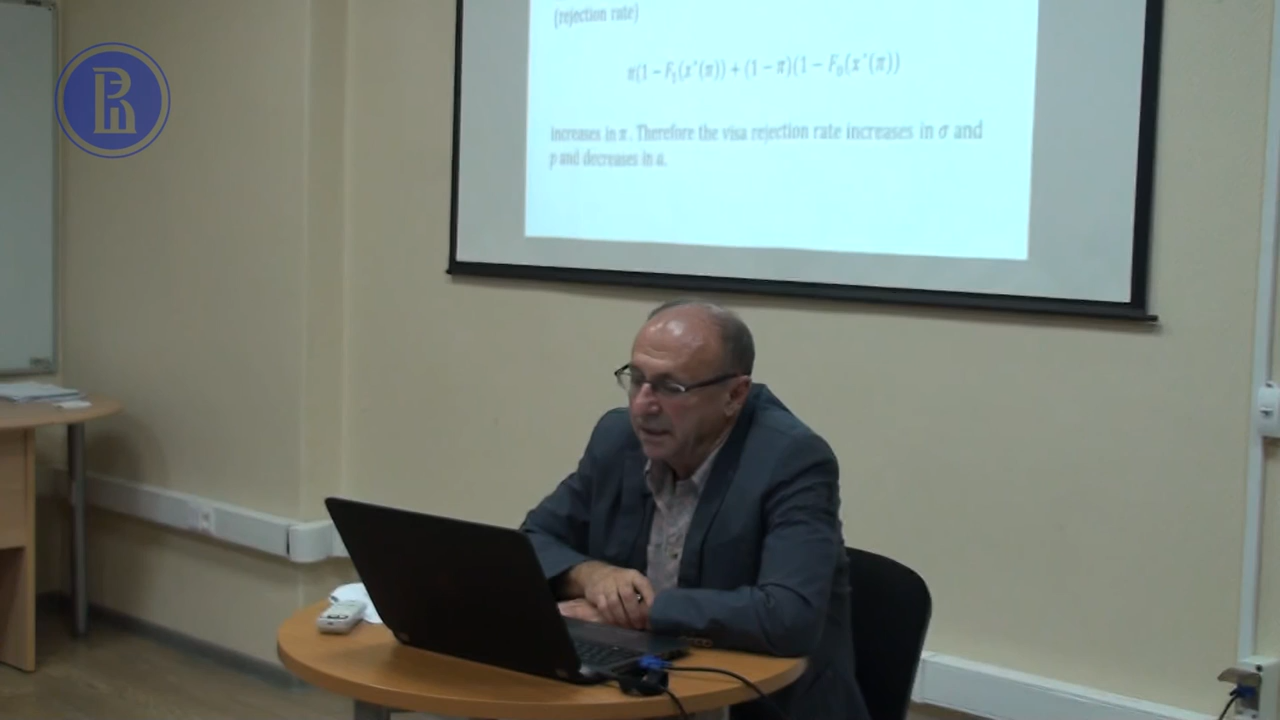 (rejection rate)
π(1 − F₁(x*(π)) + (1 − π)(1 − F₀(x*(π))
increases in π. Therefore the visa rejection rate increases in σ and
p and decreases in a.